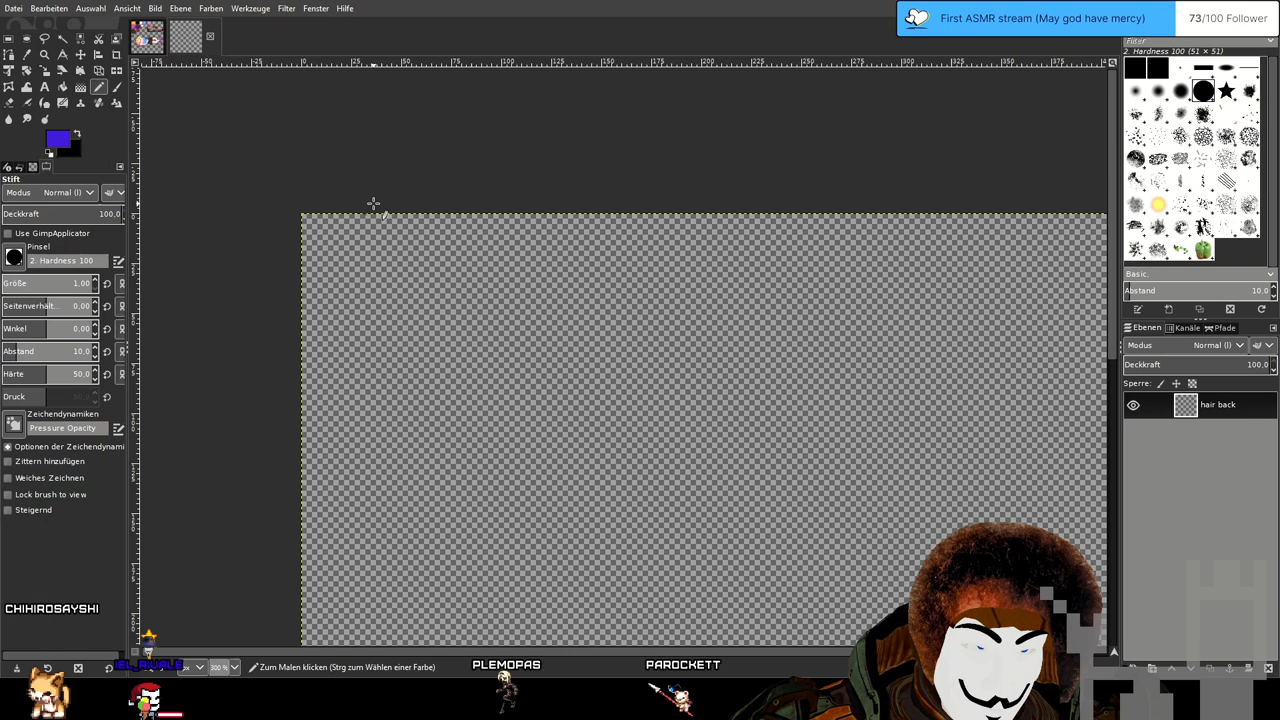 Datei Bearbeiten Auswahl Ansicht Bild Ebene Farben Werkzeuge Filter Fenster Hilfe
First ASMR stream (May god have mercy)
73/100 Follower
Filter
2. Hardness 100 (51 × 51)
Stift
Modus Normal (l)
Deckkraft 100,0
Use GimpApplicator
Pinsel
2. Hardness 100
Größe 1,00
Seitenverhält... 0,00
Winkel 0,00
Abstand 10,0
Härte 50,0
Druck
Zeichendynamiken
Pressure Opacity
Optionen der Zeichendynami
Zittern hinzufügen
Weiches Zeichnen
Lock brush to view
Steigernd
Basic,
Abstand 10,0
Ebenen Kanäle Pfade
Modus Normal (l)
Deckkraft 100,0
Sperre:
hair back
CHIHIROSAYSHI
300 %
Zum Malen klicken (Strg zum Wählen einer Farbe)
PLEMOPAS
PAROCKETT